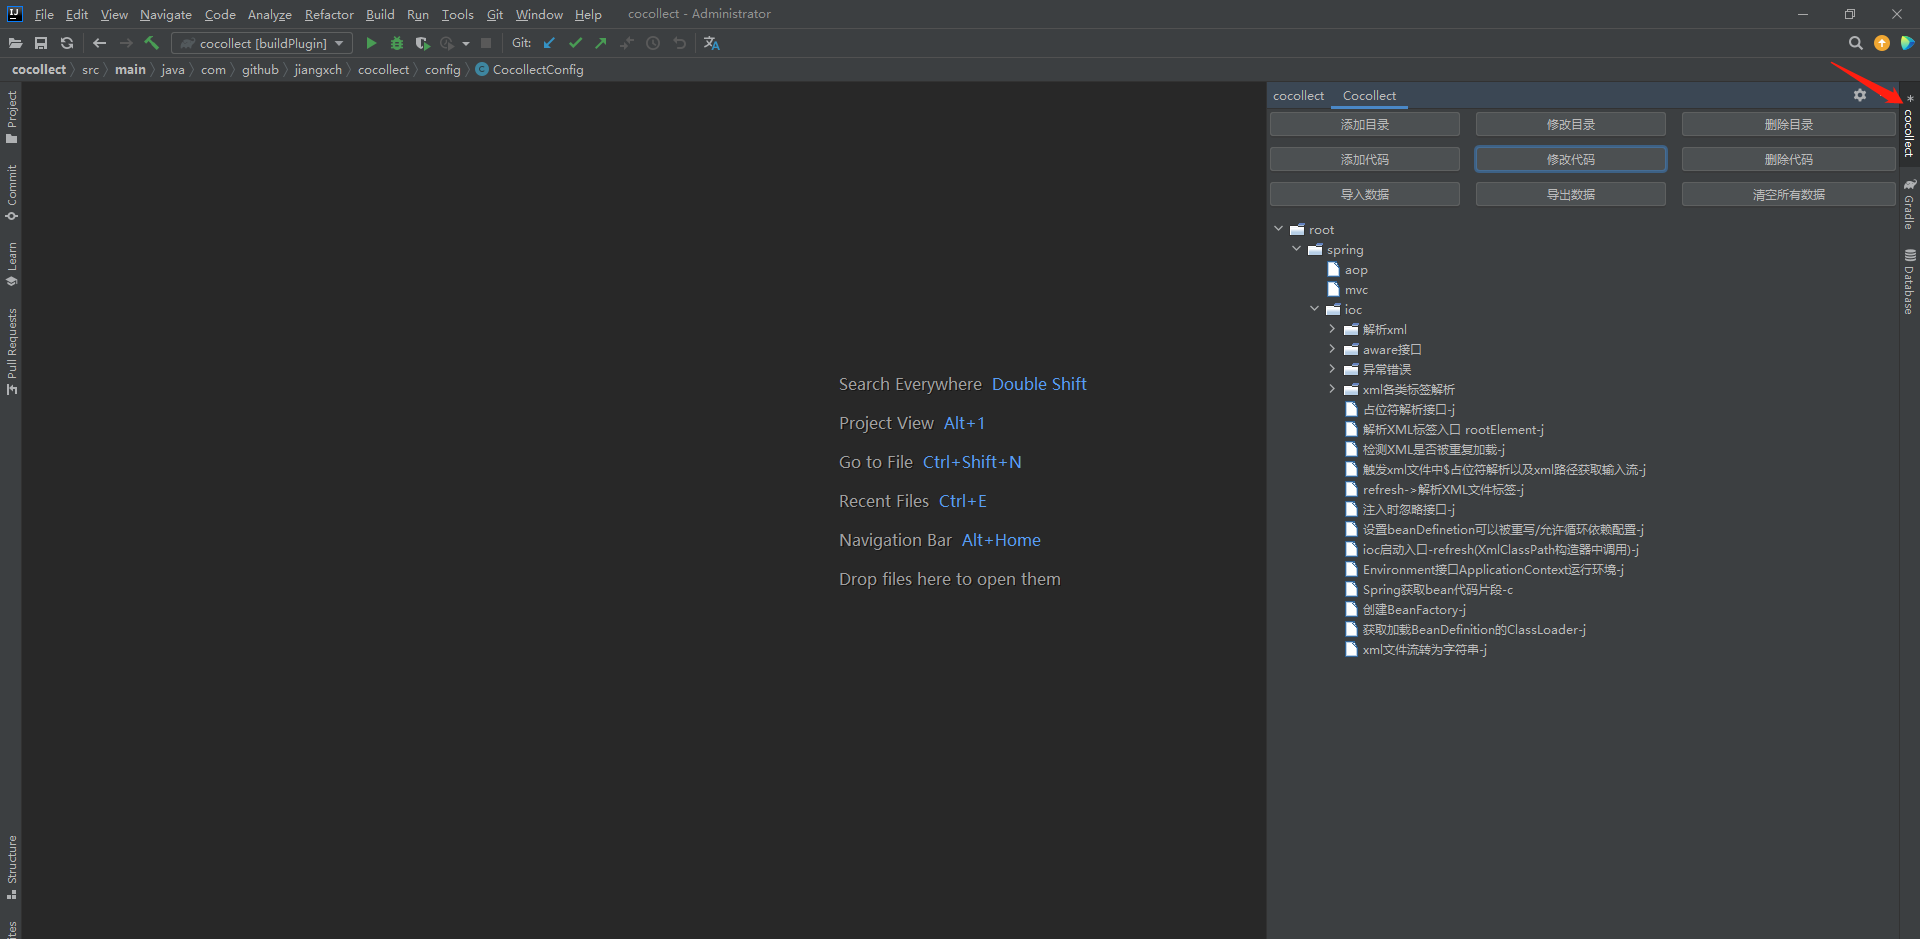 File Edit View Navigate Code Analyze Refactor Build Run Tools Git Window Help cocollect - Administrator
cocollect [buildPlugin] Git:
cocollect src main java com github jiangxch cocollect config CocollectConfig
Project
Commit
Learn
Pull Requests
Structure
Search Everywhere Double Shift
Project View Alt+1
Go to File Ctrl+Shift+N
Recent Files Ctrl+E
Navigation Bar Alt+Home
Drop files here to open them
cocollect Cocollect
添加目录 修改目录 删除目录
添加代码 修改代码 删除代码
导入数据 导出数据 清空所有数据
root
spring
aop
mvc
ioc
解析xml
aware接口
异常错误
xml各类标签解析
占位符解析接口-j
解析XML标签入口 rootElement-j
检测XML是否被重复加载-j
触发xml文件中$占位符解析以及xml路径获取输入流-j
refresh->解析XML文件标签-j
注入时忽略接口-j
设置beanDefinetion可以被重写/允许循环依赖配置-j
ioc启动入口-refresh(XmlClassPath构造器中调用)-j
Environment接口ApplicationContext运行环境-j
Spring获取bean代码片段-c
创建BeanFactory-j
获取加载BeanDefinition的ClassLoader-j
xml文件流转为字符串-j
* cocollect
Gradle
Database